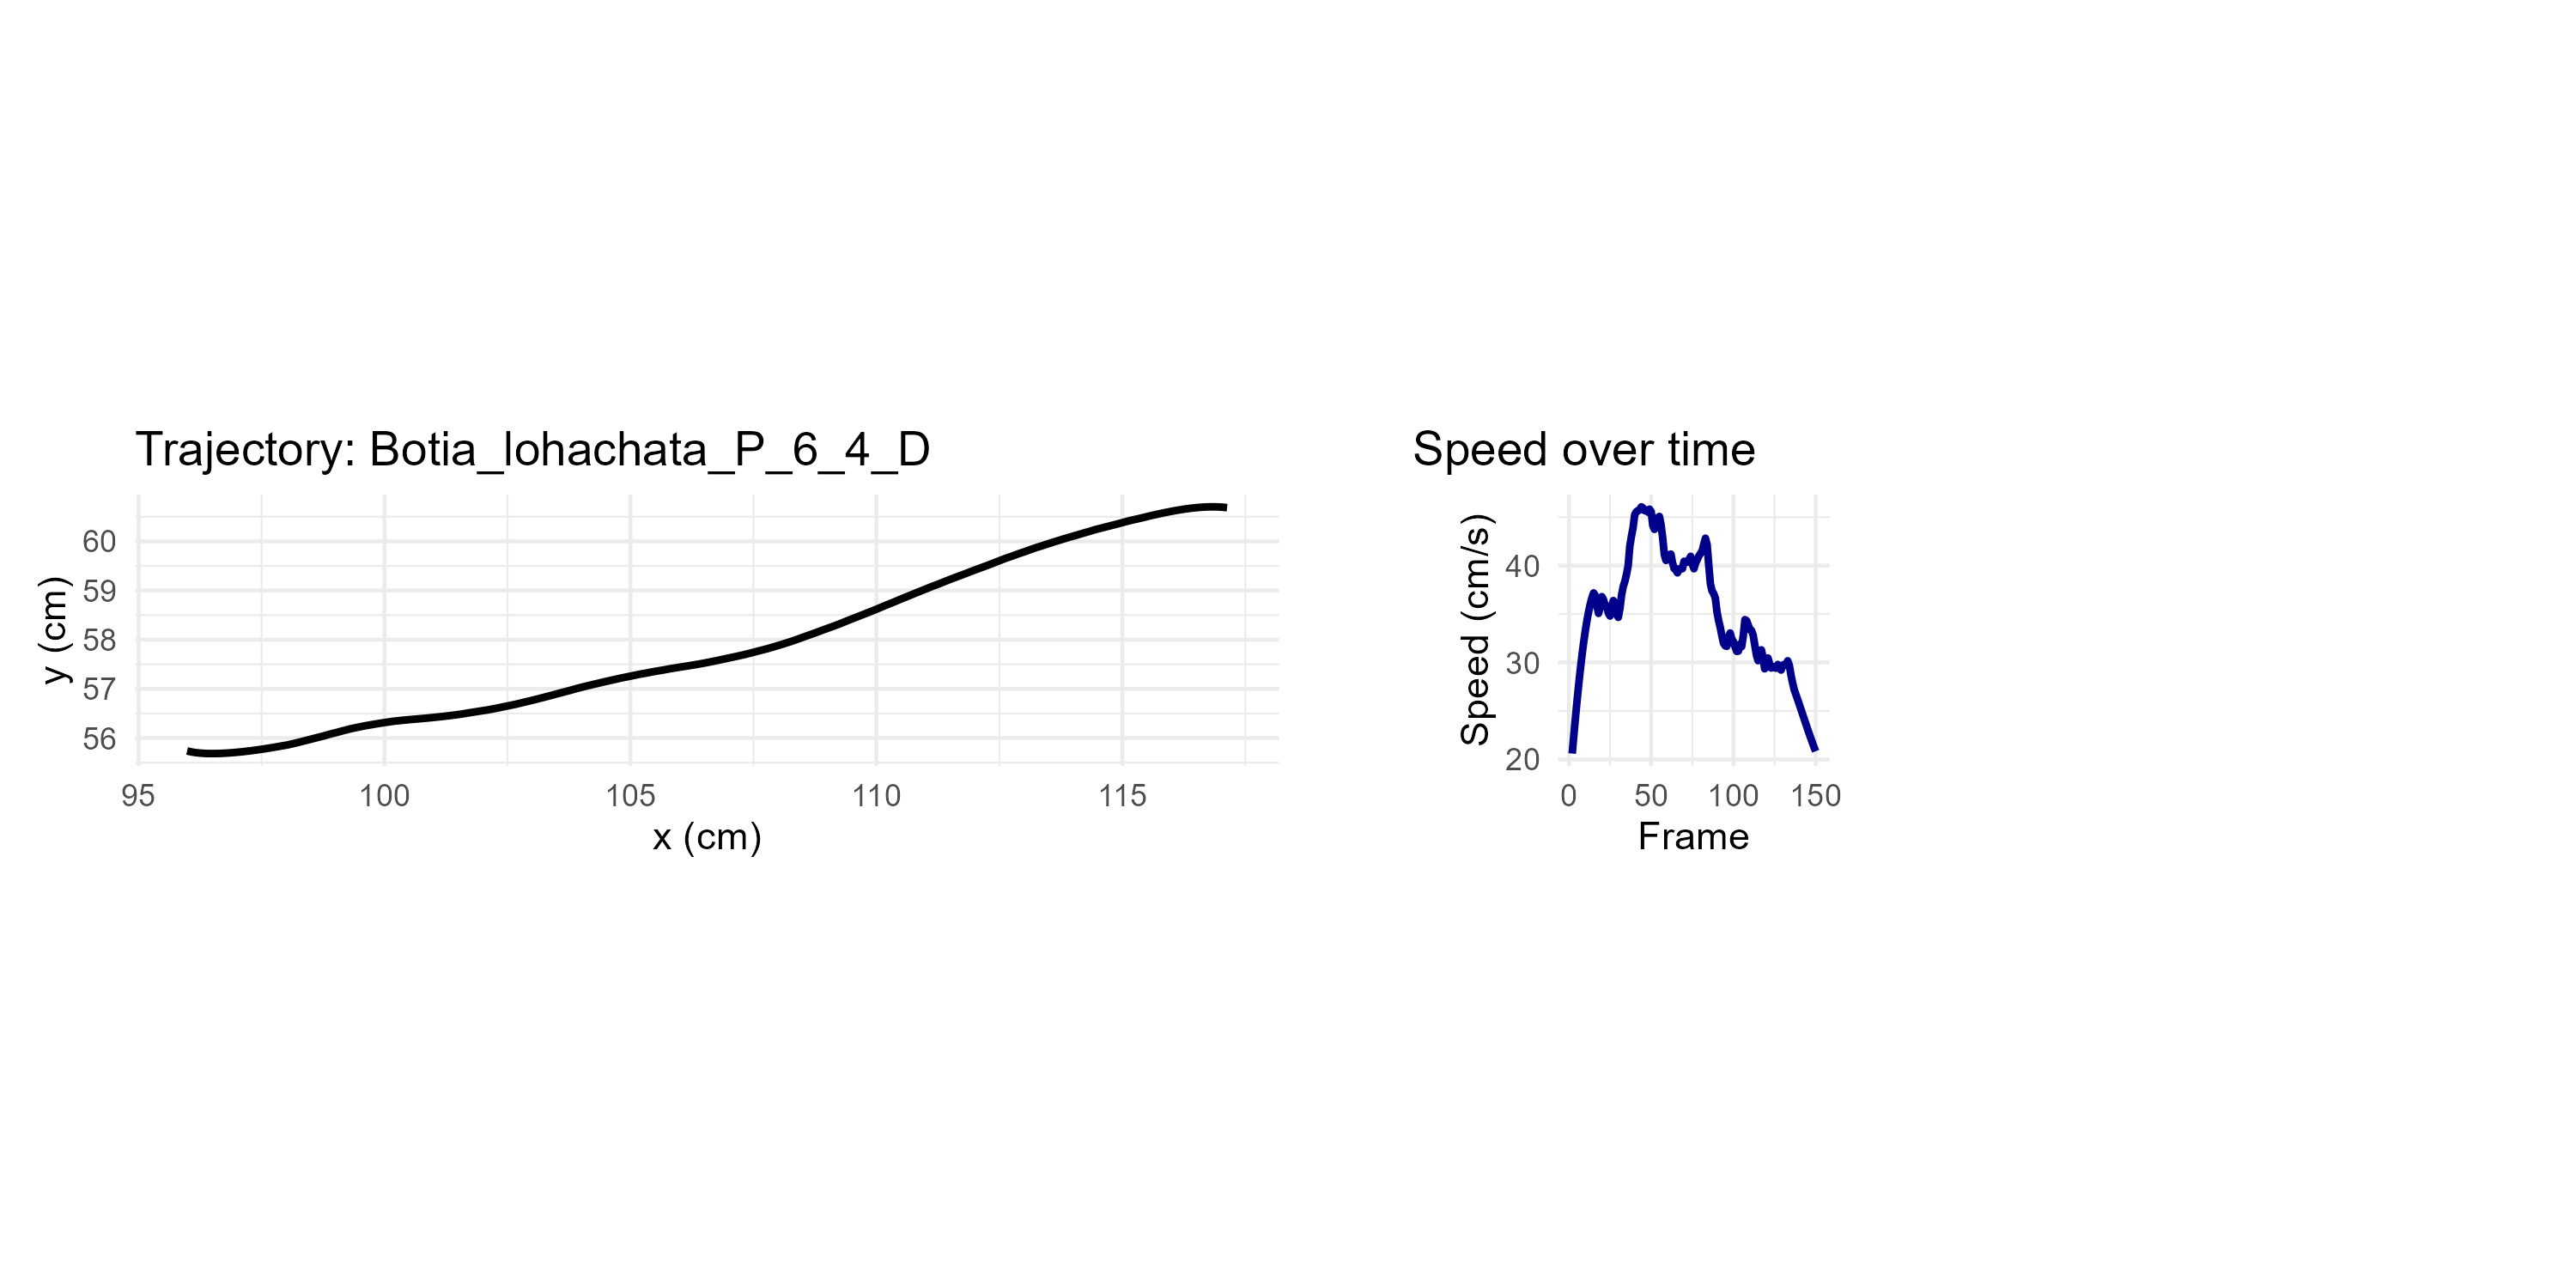 Trajectory: Botia_lohachata_P_6_4_D
60
59
58
57
56
y (cm)
95 100 105 110 115
x (cm)
Speed over time
40
30
20
Speed (cm/s)
0 50 100 150
Frame